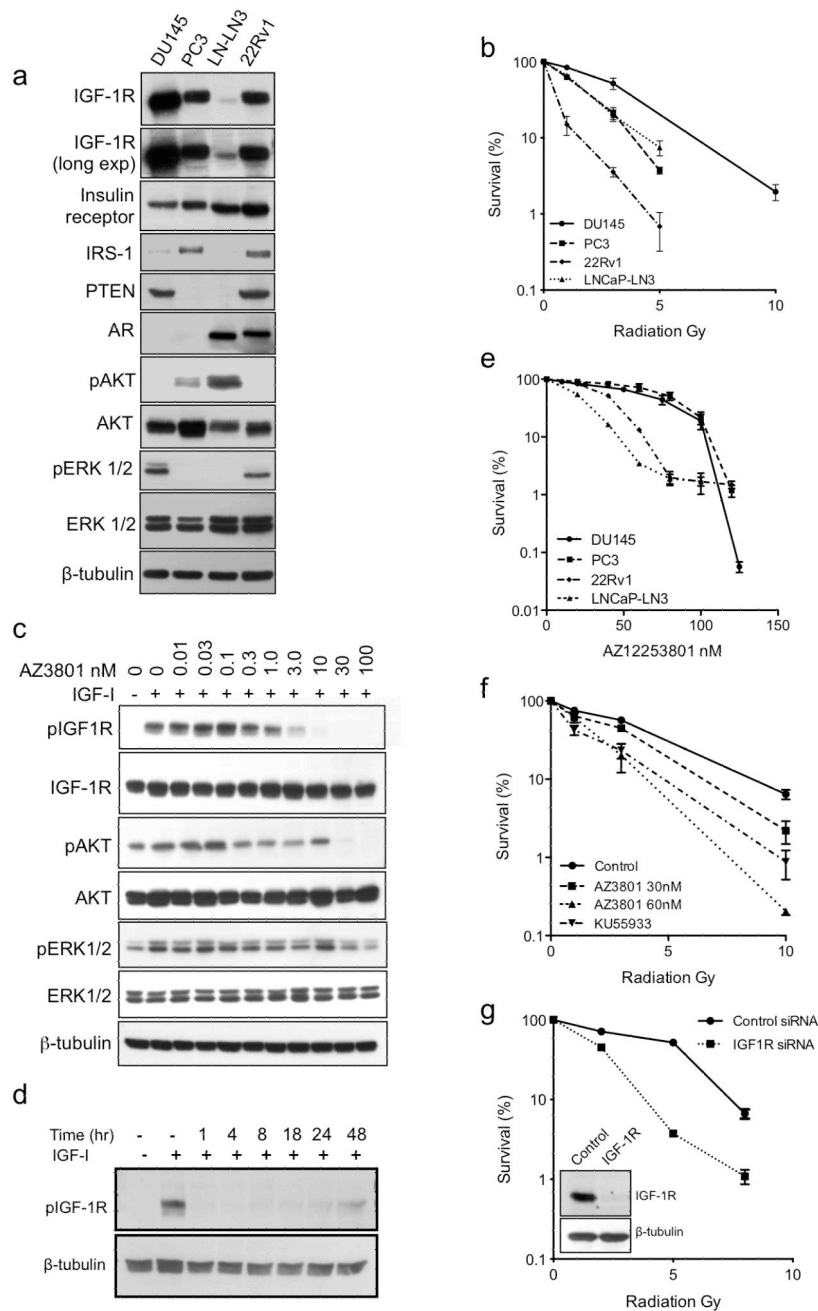 a
DU145 PC3 LN-LN3 22Rv1
IGF-1R
IGF-1R
(long exp)
Insulin
receptor
IRS-1
PTEN
AR
pAKT
AKT
pERK 1/2
ERK 1/2
β-tubulin
b
Survival (%)
100
10
1
0.1
DU145
PC3
22Rv1
LNCaP-LN3
0 5 10
Radiation Gy
c
AZ3801 nM 0 0 0.01 0.03 0.1 0.3 1.0 3.0 10 30 100
IGF-I - + + + + + + + + + +
pIGF1R
IGF-1R
pAKT
AKT
pERK1/2
ERK1/2
β-tubulin
d
Time (hr) - - 1 4 8 18 24 48
IGF-I - + + + + + + +
pIGF-1R
β-tubulin
e
Survival (%)
100
10
1
0.1
0.01
DU145
PC3
22Rv1
LNCaP-LN3
0 50 100 150
AZ12253801 nM
f
Survival (%)
100
10
1
0.1
Control
AZ3801 30nM
AZ3801 60nM
KU55933
0 5 10
Radiation Gy
g
Control siRNA
IGF1R siRNA
Survival (%)
100
10
1
0.1
Control IGF-1R
IGF-1R
β-tubulin
0 5 10
Radiation Gy